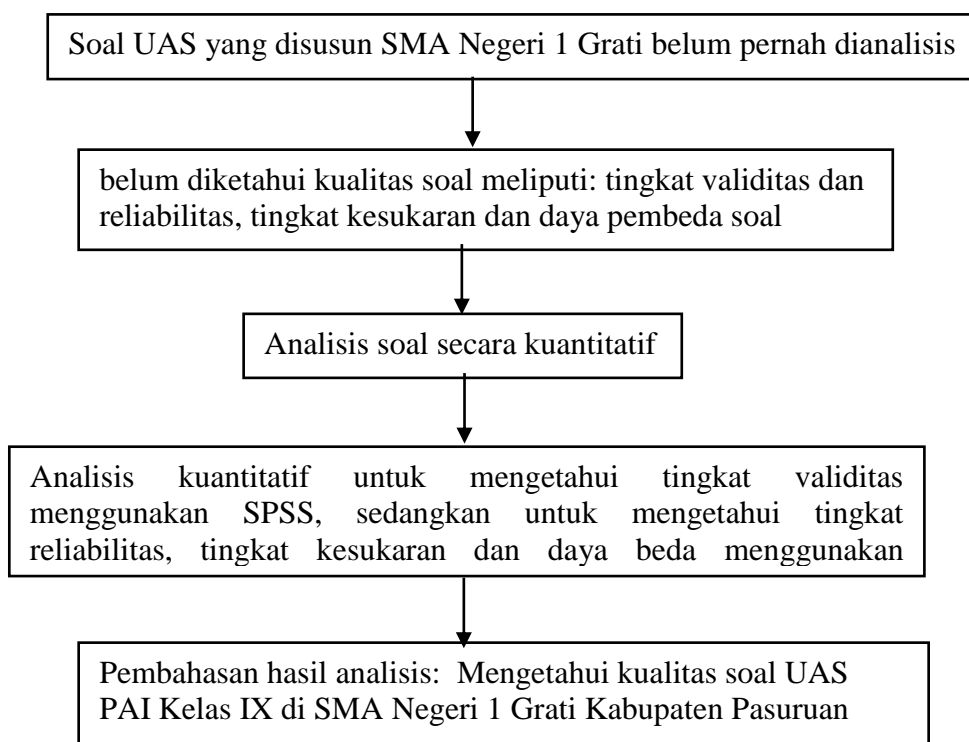 Soal UAS yang disusun SMA Negeri 1 Grati belum pernah dianalisis
belum diketahui kualitas soal meliputi: tingkat validitas dan
reliabilitas, tingkat kesukaran dan daya pembeda soal
Analisis soal secara kuantitatif
Analisis kuantitatif untuk mengetahui tingkat validitas
menggunakan SPSS, sedangkan untuk mengetahui tingkat
reliabilitas, tingkat kesukaran dan daya beda menggunakan
Pembahasan hasil analisis: Mengetahui kualitas soal UAS
PAI Kelas IX di SMA Negeri 1 Grati Kabupaten Pasuruan